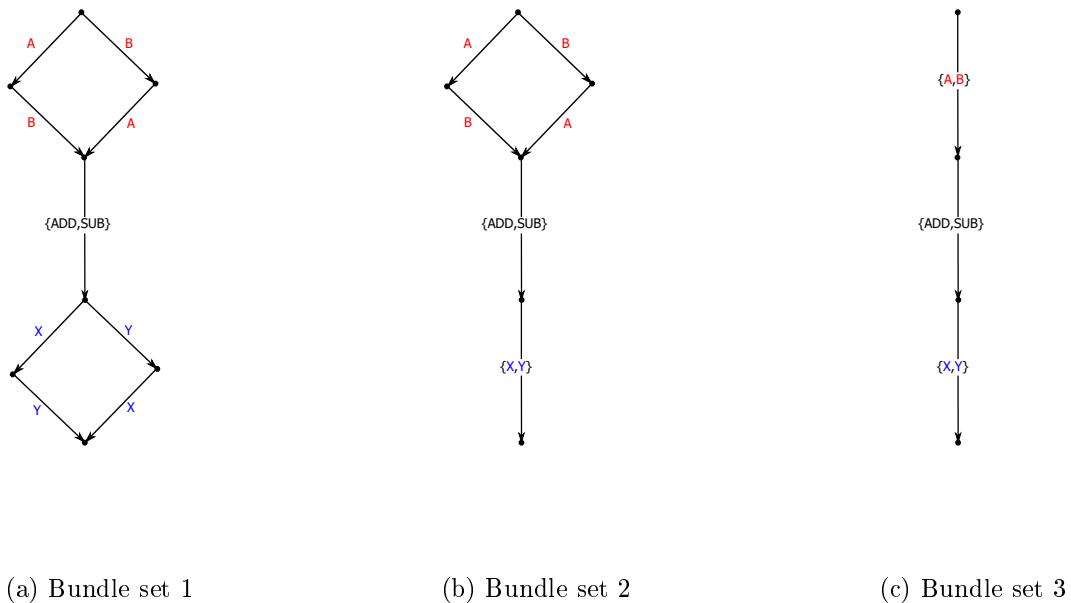 A B A B {A,B}
B A B A
{ADD,SUB} {ADD,SUB} {ADD,SUB}
X Y
{X,Y} {X,Y}
Y X
(a) Bundle set 1 (b) Bundle set 2 (c) Bundle set 3